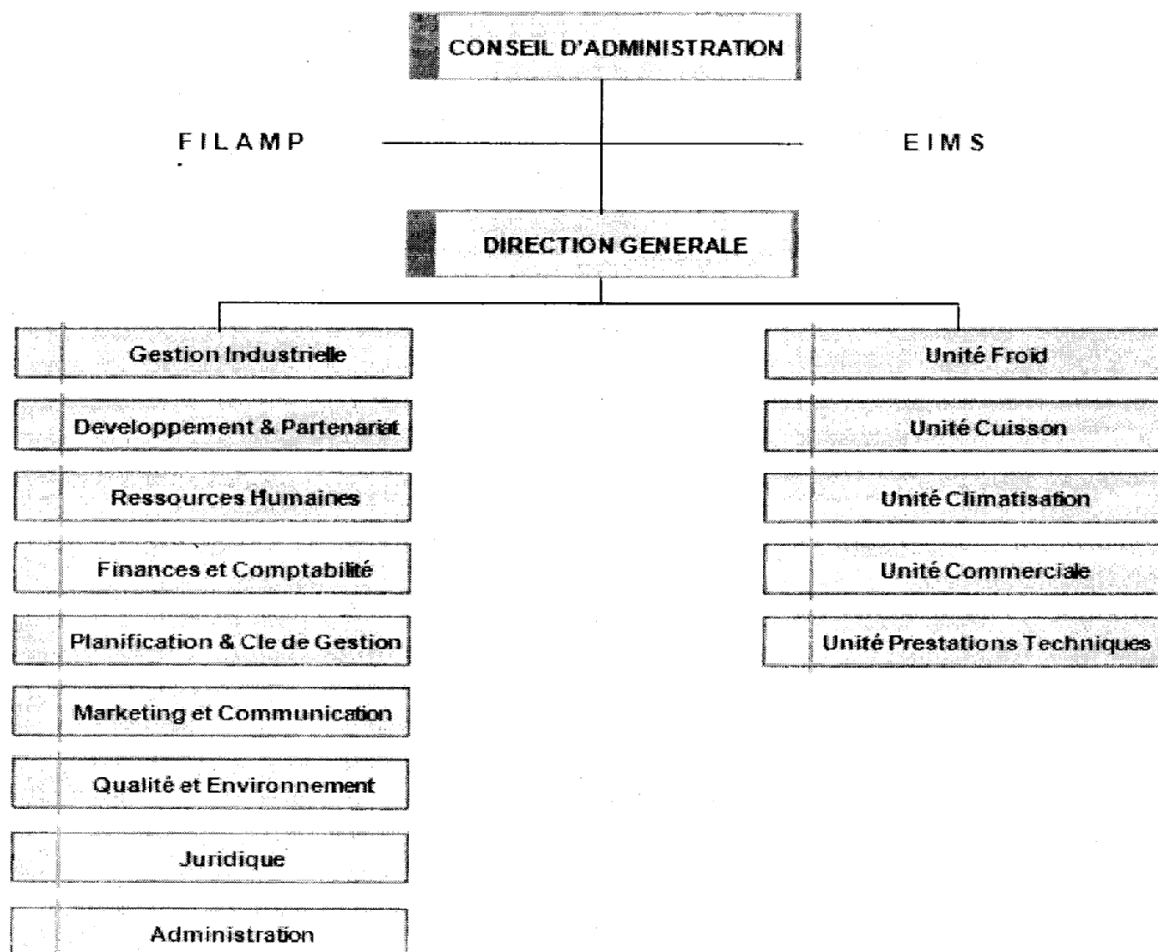 CONSEIL D'ADMINISTRATION
FILAMP
EIMS
DIRECTION GENERALE
Gestion Industrielle
Developpement & Partenariat
Ressources Humaines
Finances et Comptabilité
Planification & Cle de Gestion
Marketing et Communication
Qualité et Environnement
Juridique
Administration
Unité Froid
Unité Cuisson
Unité Climatisation
Unité Commerciale
Unité Prestations Techniques